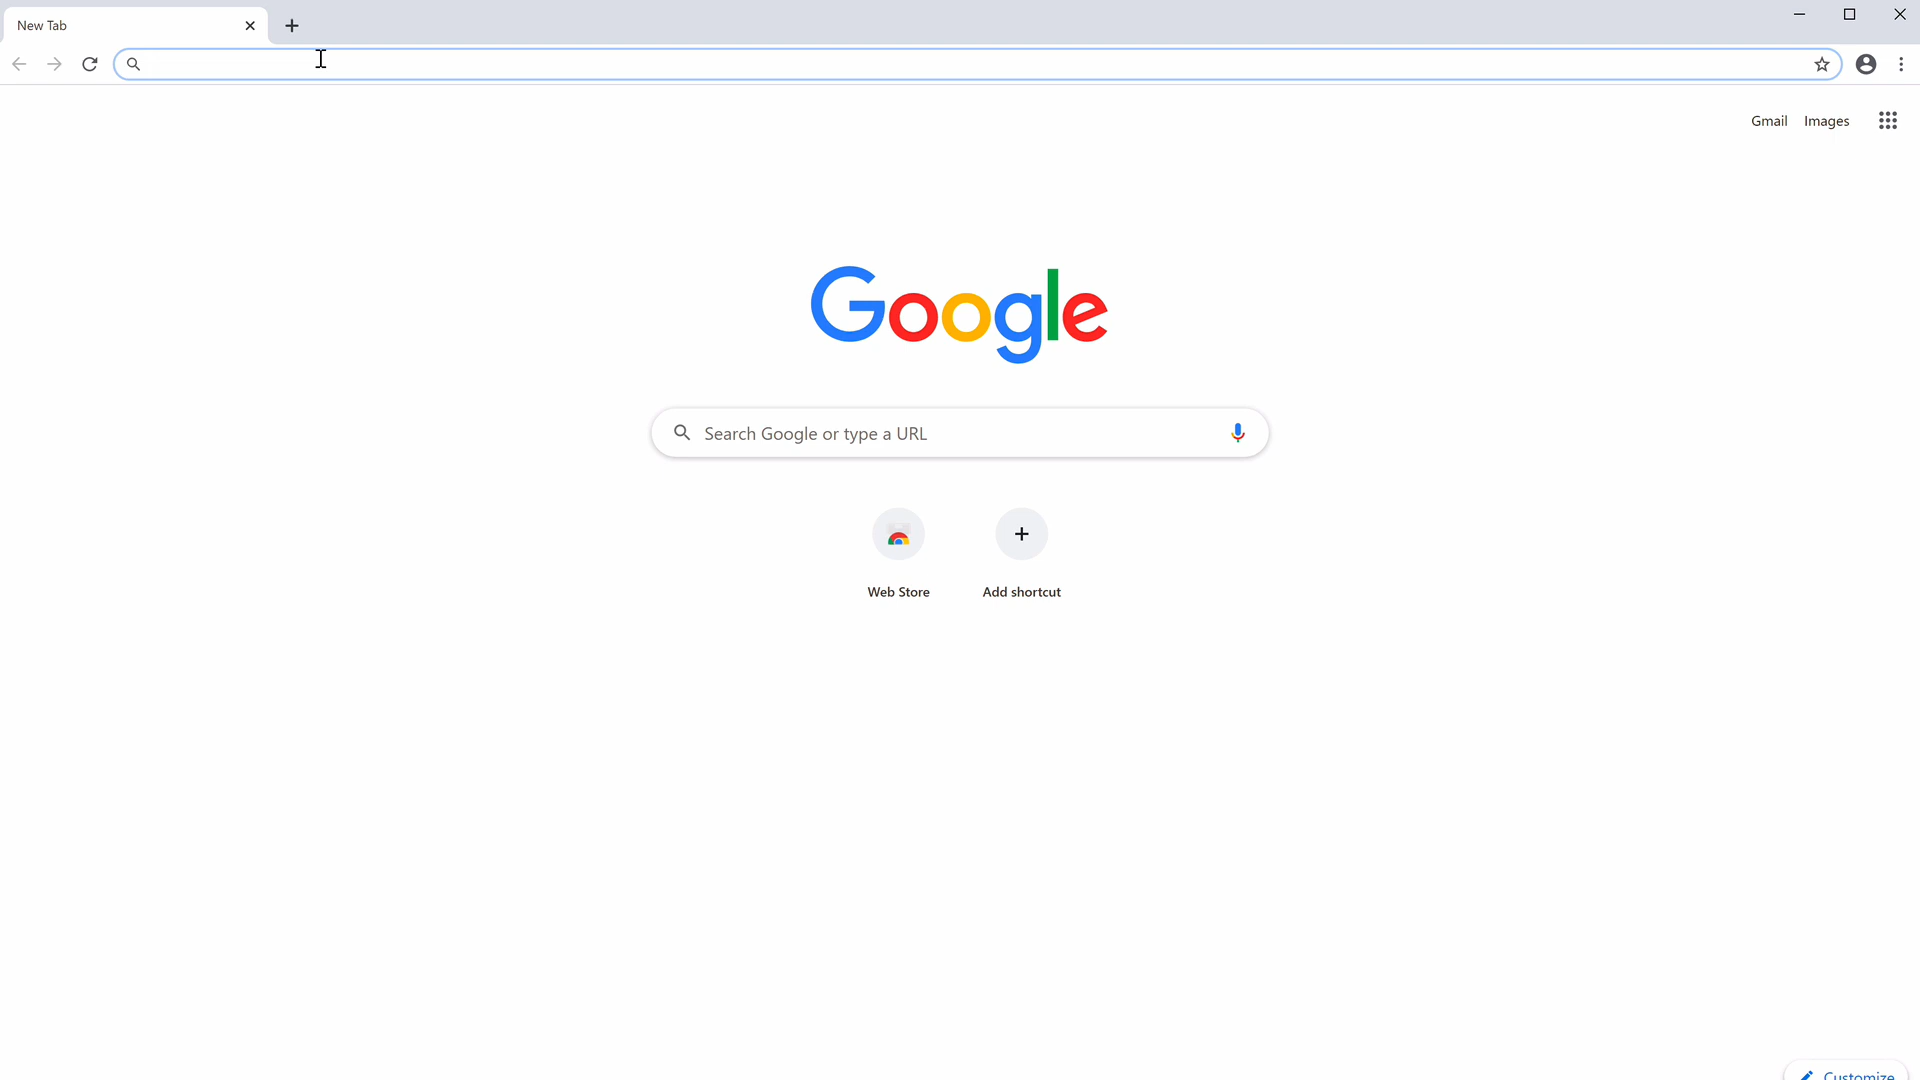 New Tab
Gmail Images
Google
Search Google or type a URL
Web Store Add shortcut
Customize